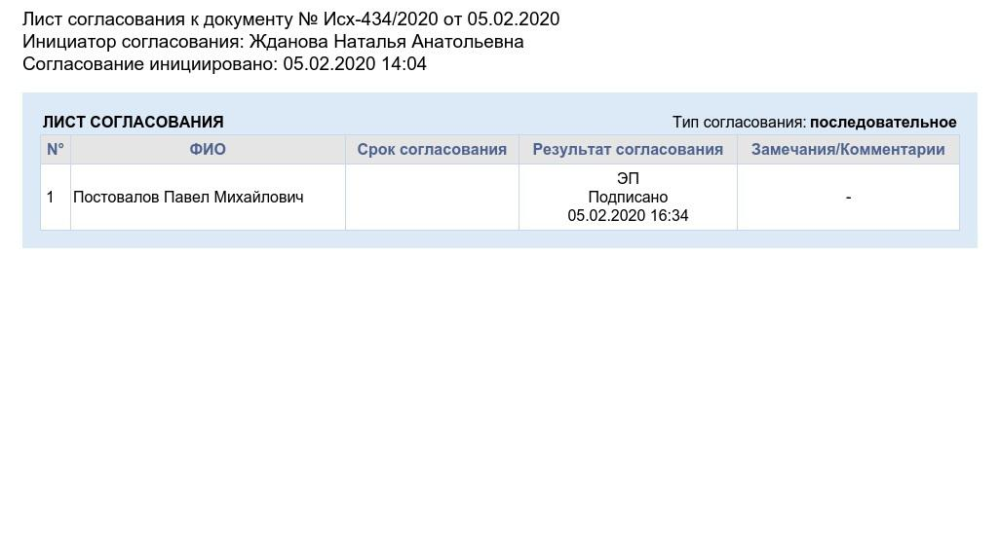 Лист согласования к документу № Исх-434/2020 от 05.02.2020
Инициатор согласования: Жданова Наталья Анатольевна
Согласование инициировано: 05.02.2020 14:04
ЛИСТ СОГЛАСОВАНИЯ Тип согласования: последовательное
N° ФИО Срок согласования Результат согласования Замечания/Комментарии
1 Постовалов Павел Михайлович ЭП
Подписано
05.02.2020 16:34 -